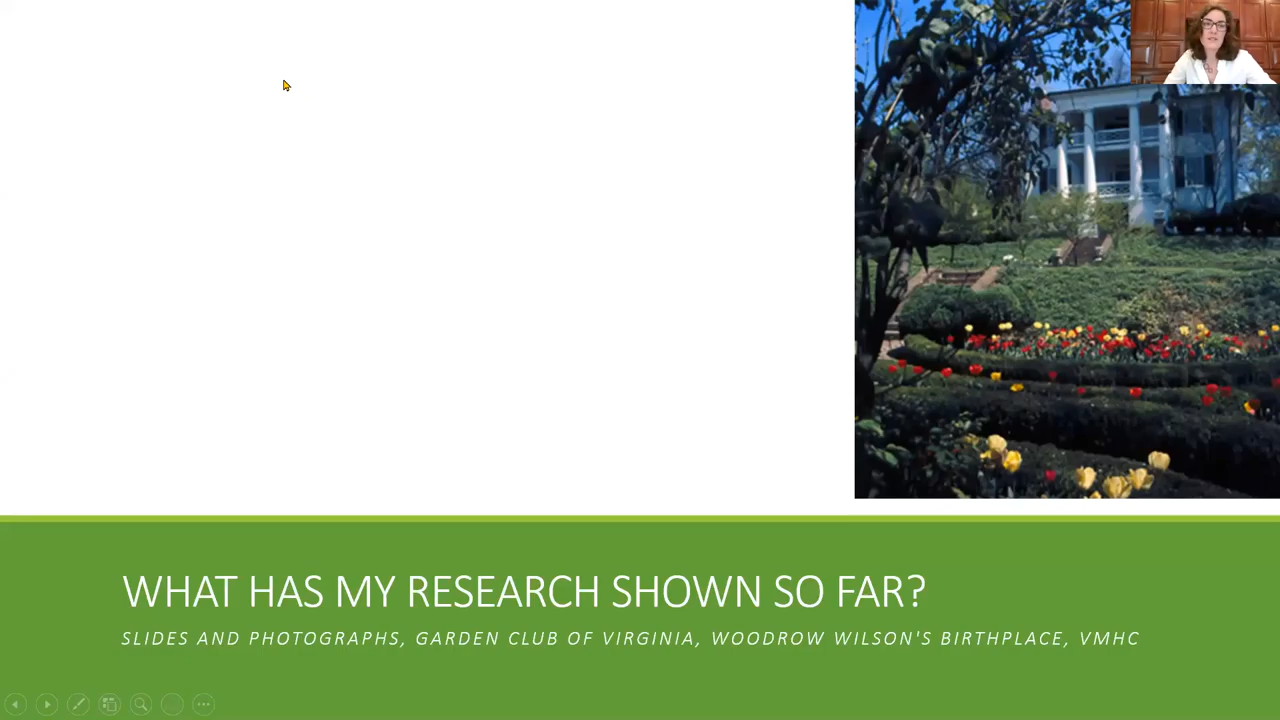 WHAT HAS MY RESEARCH SHOWN SO FAR?
SLIDES AND PHOTOGRAPHS, GARDEN CLUB OF VIRGINIA, WOODROW WILSON'S BIRTHPLACE, VMHC